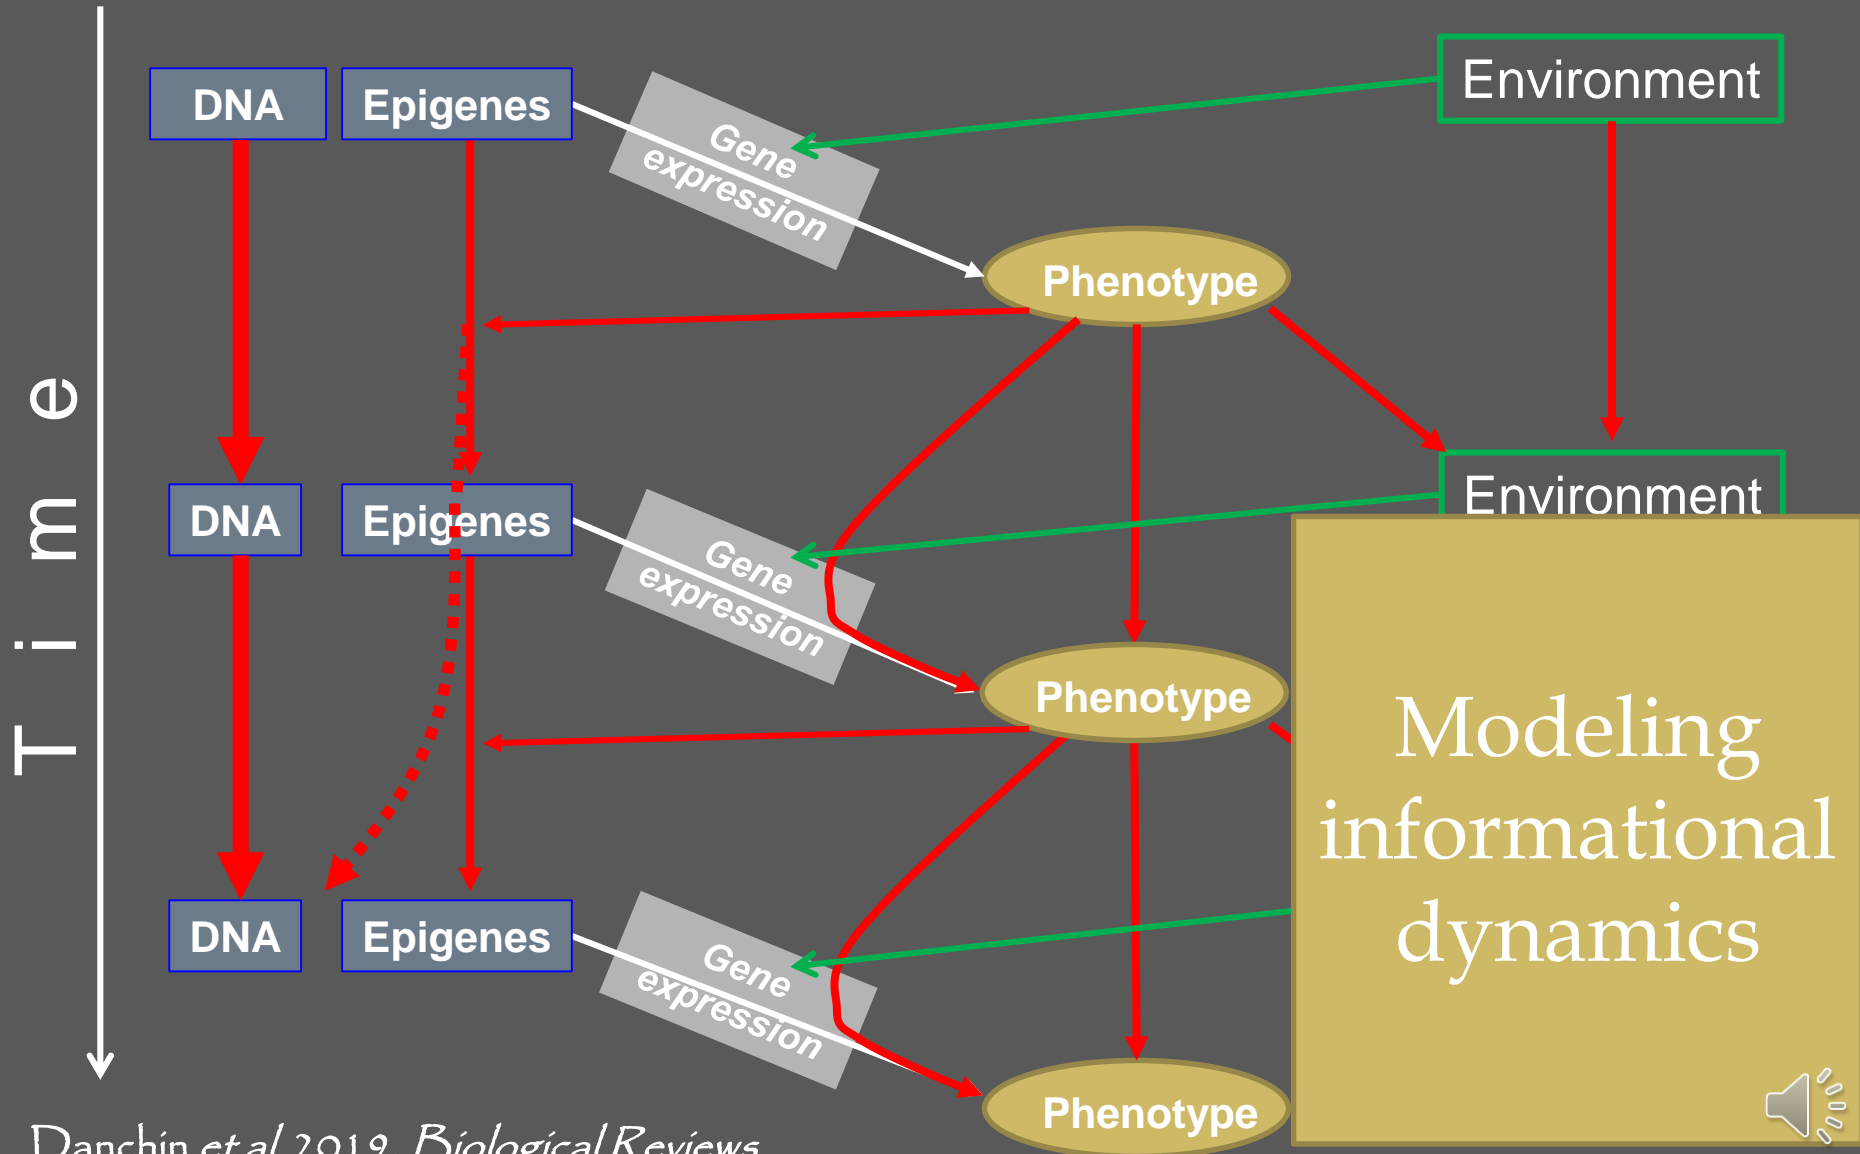 DNA
Epigenes
Gene
expression
Environment
Phenotype
Time
DNA
Epigenes
Gene
expression
Environment
Phenotype
Modeling
informational
dynamics
DNA
Epigenes
Gene
expression
Phenotype
Danchin et al 2019. Biological Reviews